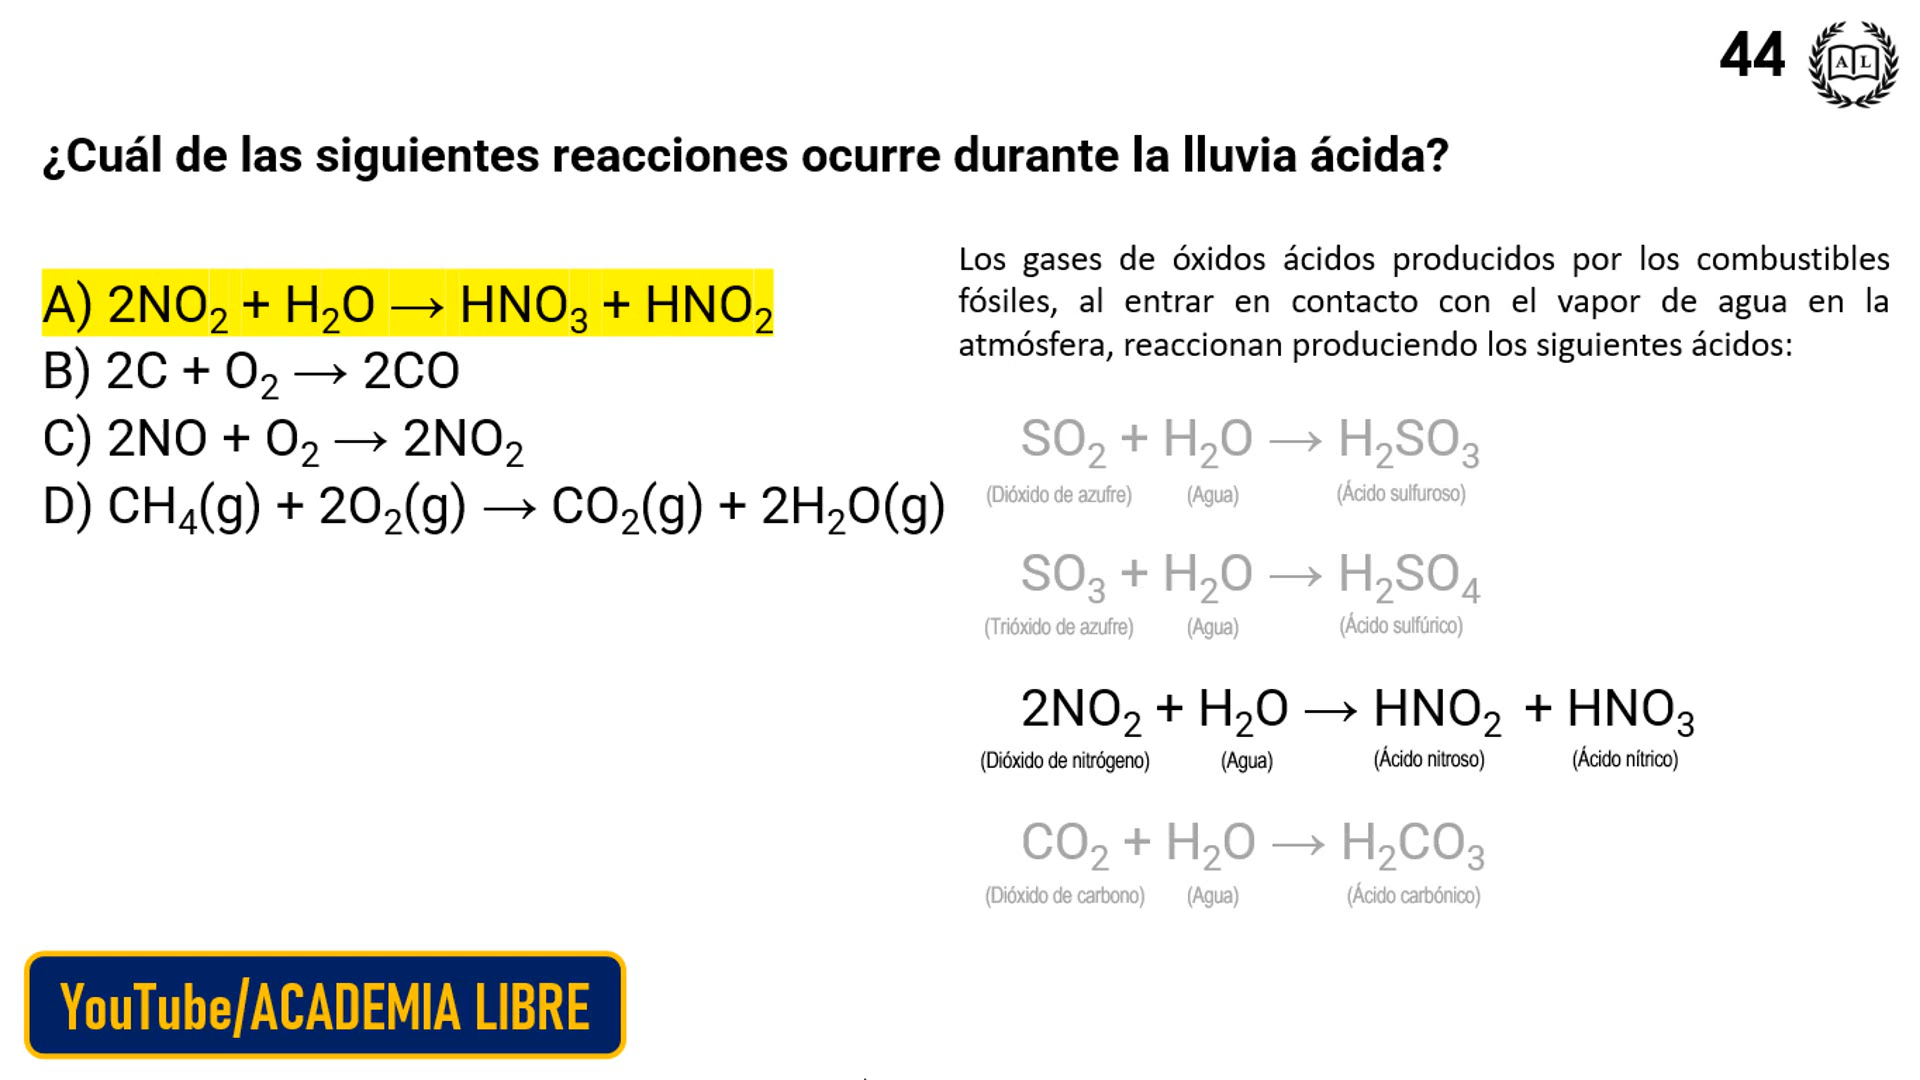 44
A L
¿Cuál de las siguientes reacciones ocurre durante la lluvia ácida?
A) 2NO₂ + H₂O → HNO₃ + HNO₂
B) 2C + O₂ → 2CO
C) 2NO + O₂ → 2NO₂
D) CH₄(g) + 2O₂(g) → CO₂(g) + 2H₂O(g)
Los gases de óxidos ácidos producidos por los combustibles
fósiles, al entrar en contacto con el vapor de agua en la
atmósfera, reaccionan produciendo los siguientes ácidos:
SO₂ + H₂O → H₂SO₃
(Dióxido de azufre) (Agua) (Ácido sulfuroso)
SO₃ + H₂O → H₂SO₄
(Trióxido de azufre) (Agua) (Ácido sulfúrico)
2NO₂ + H₂O → HNO₂ + HNO₃
(Dióxido de nitrógeno) (Agua) (Ácido nitroso) (Ácido nítrico)
CO₂ + H₂O → H₂CO₃
(Dióxido de carbono) (Agua) (Ácido carbónico)
YouTube/ACADEMIA LIBRE